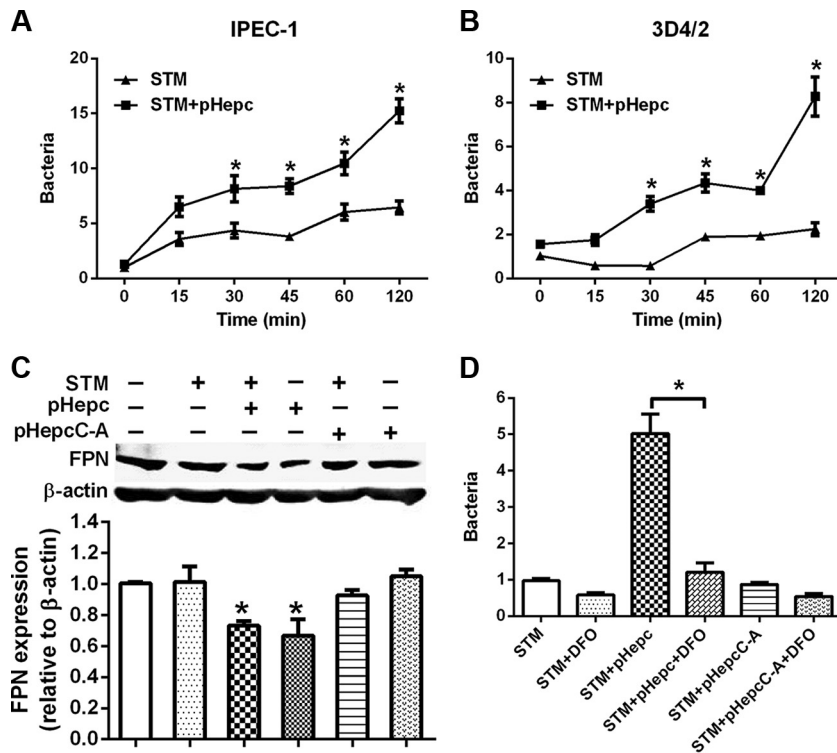 A
IPEC-1
20
15
10
5
0
Bacteria
STM
STM+pHepc
*
*
*
*
0 15 30 45 60 120
Time (min)
B
3D4/2
10
8
6
4
2
0
Bacteria
STM
STM+pHepc
*
*
*
*
0 15 30 45 60 120
Time (min)
C
STM – + + – + –
pHepc – – + + – –
pHepcC-A – – – – + +
FPN
β-actin
1.4
1.2
1.0
0.8
0.6
0.4
0.2
0.0
FPN expression
(relative to β-actin)
*
*
D
6
5
4
3
2
1
0
Bacteria
*
STM
STM+DFO
STM+pHepc
STM+pHepc+DFO
STM+pHepcC-A
STM+pHepcC-A+DFO